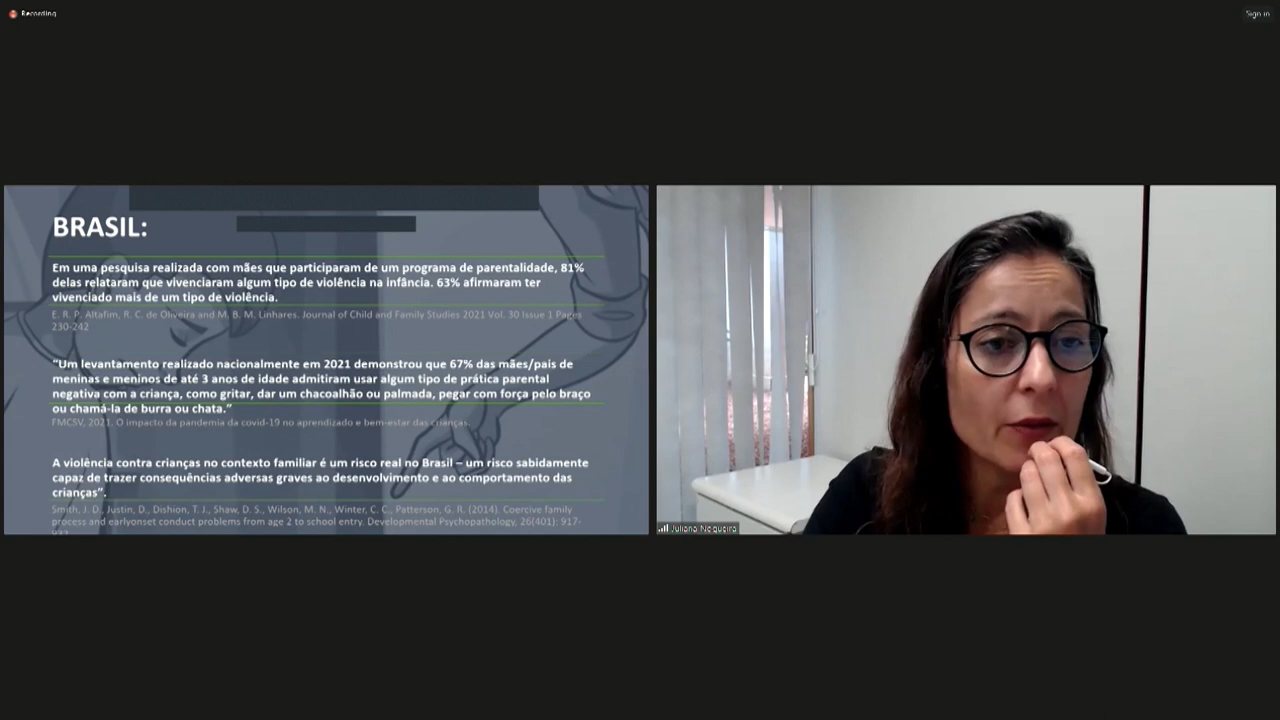 Recording
Sign in
BRASIL:
Em uma pesquisa realizada com mães que participaram de um programa de parentalidade, 81%
delas relataram que vivenciaram algum tipo de violência na infância. 63% afirmaram ter
vivenciado mais de um tipo de violência.
E. R. P. Altafim, R. C. de Oliveira and M. B. M. Linhares. Journal of Child and Family Studies 2021 Vol. 30 Issue 1 Pages
230-242
“Um levantamento realizado nacionalmente em 2021 demonstrou que 67% das mães/pais de
meninas e meninos de até 3 anos de idade admitiram usar algum tipo de prática parental
negativa com a criança, como gritar, dar um chacoalhão ou palmada, pegar com força pelo braço
ou chamá-la de burra ou chata.”
FMCSV, 2021. O impacto da pandemia da covid-19 no aprendizado e bem-estar das crianças.
A violência contra crianças no contexto familiar é um risco real no Brasil – um risco sabidamente
capaz de trazer consequências adversas graves ao desenvolvimento e ao comportamento das
crianças”.
Smith, J. D., Justin, D., Dishion, T. J., Shaw, D. S., Wilson, M. N., Winter, C. C., Patterson, G. R. (2014). Coercive family
process and earlyonset conduct problems from age 2 to school entry. Developmental Psychopathology, 26(401): 917-
Juliana Negueira